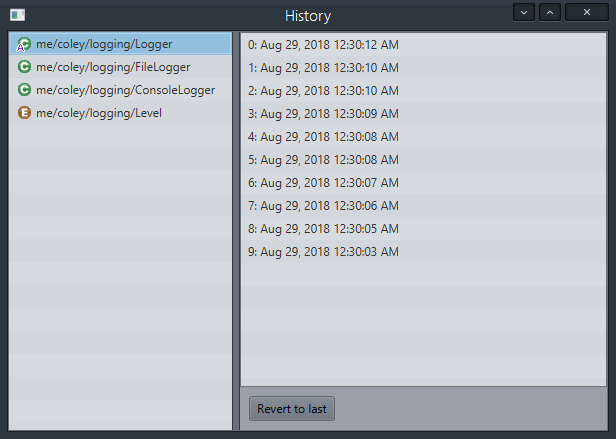 History
me/coley/logging/Logger
me/coley/logging/FileLogger
me/coley/logging/ConsoleLogger
me/coley/logging/Level
0: Aug 29, 2018 12:30:12 AM
1: Aug 29, 2018 12:30:10 AM
2: Aug 29, 2018 12:30:10 AM
3: Aug 29, 2018 12:30:09 AM
4: Aug 29, 2018 12:30:08 AM
5: Aug 29, 2018 12:30:08 AM
6: Aug 29, 2018 12:30:07 AM
7: Aug 29, 2018 12:30:06 AM
8: Aug 29, 2018 12:30:05 AM
9: Aug 29, 2018 12:30:03 AM
Revert to last